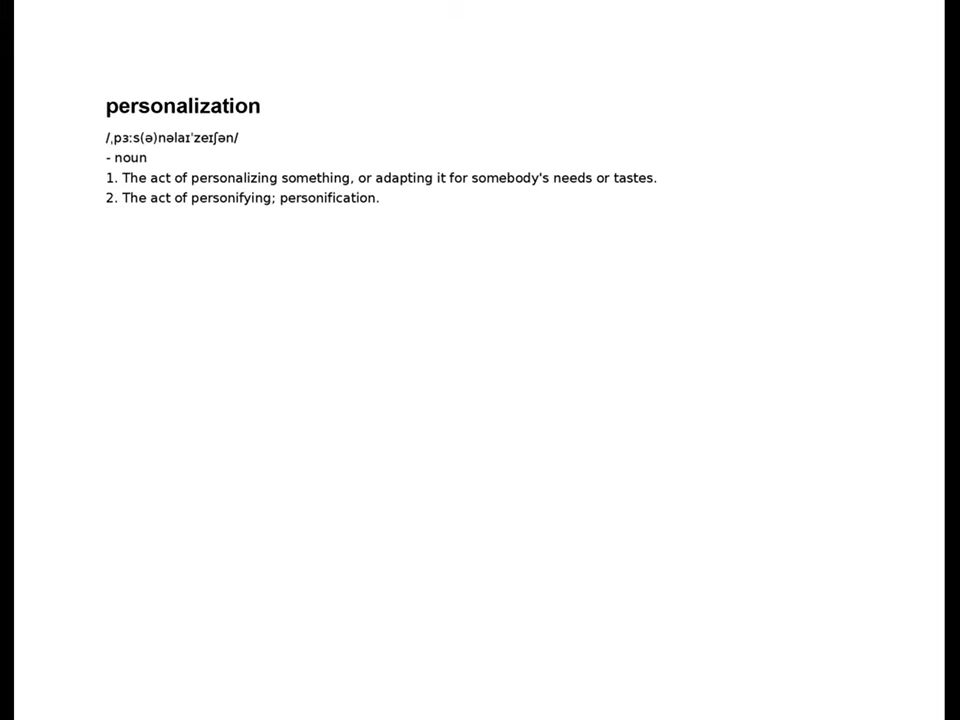 personalization
/ˌpɜːs(ə)nəlaɪˈzeɪʃən/
- noun
1. The act of personalizing something, or adapting it for somebody's needs or tastes.
2. The act of personifying; personification.